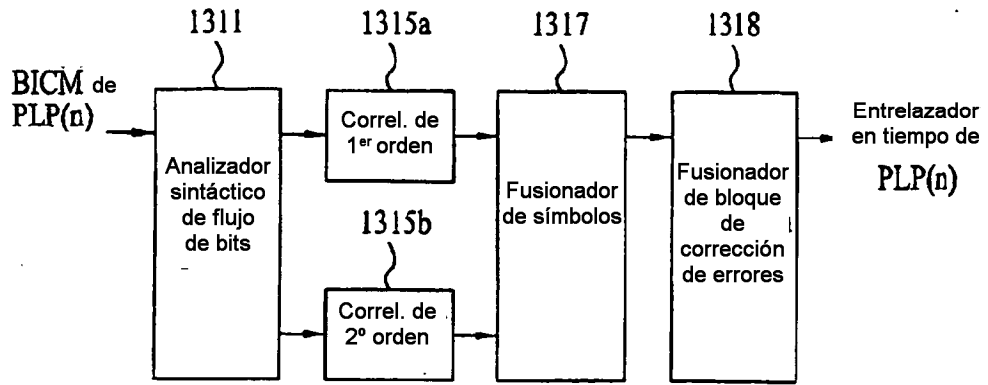 1311
1315a
1317
1318
BICM de
PLP(n)
Analizador
sintáctico
de flujo
de bits
Correl. de
1er orden
1315b
Correl. de
2º orden
Fusionador
de símbolos
Fusionador
de bloque
de
corrección
de errores
Entrelazador
en tiempo de
PLP(n)